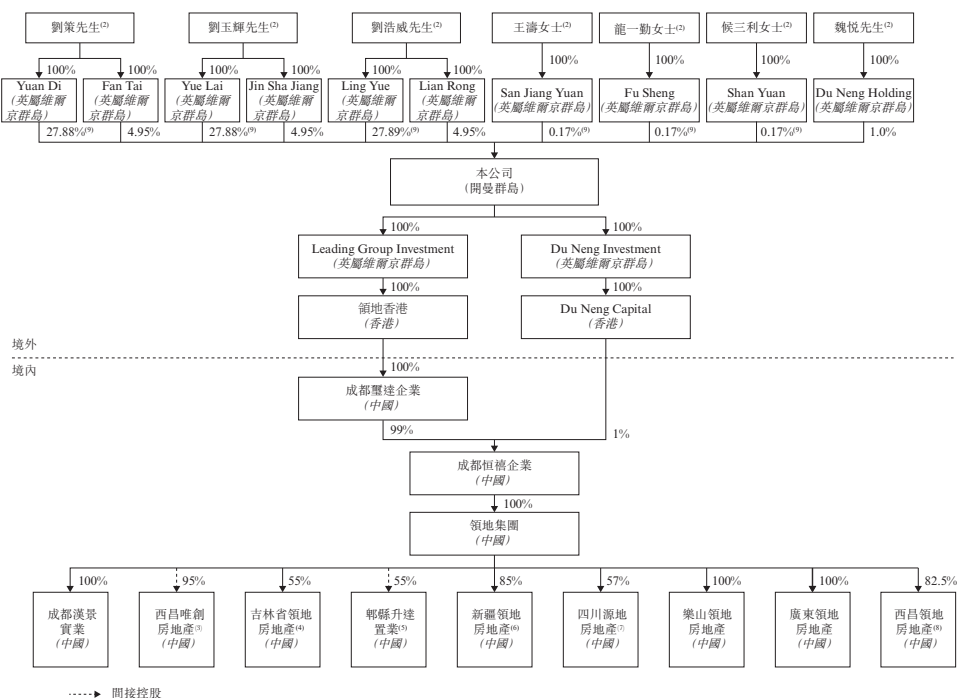 劉策先生(2)
劉玉輝先生(2)
劉浩威先生(2)
王濤女士(2)
龍一勤女士(2)
候三利女士(2)
魏悅先生(2)
100%
100%
100%
100%
100%
100%
100%
100%
100%
100%
Yuan Di
(英屬維爾
京群島)
Fan Tai
(英屬維爾
京群島)
Yue Lai
(英屬維爾
京群島)
Jin Sha Jiang
(英屬維爾
京群島)
Ling Yue
(英屬維爾
京群島)
Lian Rong
(英屬維爾
京群島)
San Jiang Yuan
(英屬維爾京群島)
Fu Sheng
(英屬維爾京群島)
Shan Yuan
(英屬維爾京群島)
Du Neng Holding
(英屬維爾京群島)
27.88%(9)
4.95%
27.88%(9)
4.95%
27.89%(9)
4.95%
0.17%(9)
0.17%(9)
0.17%(9)
1.0%
本公司
(開曼群島)
100%
100%
Leading Group Investment
(英屬維爾京群島)
Du Neng Investment
(英屬維爾京群島)
100%
100%
領地香港
(香港)
Du Neng Capital
(香港)
境外
境內
100%
成都璽達企業
(中國)
99%
1%
成都恒禧企業
(中國)
100%
領地集團
(中國)
100%
95%
55%
55%
85%
57%
100%
100%
82.5%
成都漢景
實業
(中國)
西昌唯創
房地產(3)
(中國)
吉林省領地
房地產(4)
(中國)
郫縣升達
置業(5)
(中國)
新疆領地
房地產(6)
(中國)
四川源地
房地產(7)
(中國)
樂山領地
房地產
(中國)
廣東領地
房地產
(中國)
西昌領地
房地產(8)
(中國)
間接控股